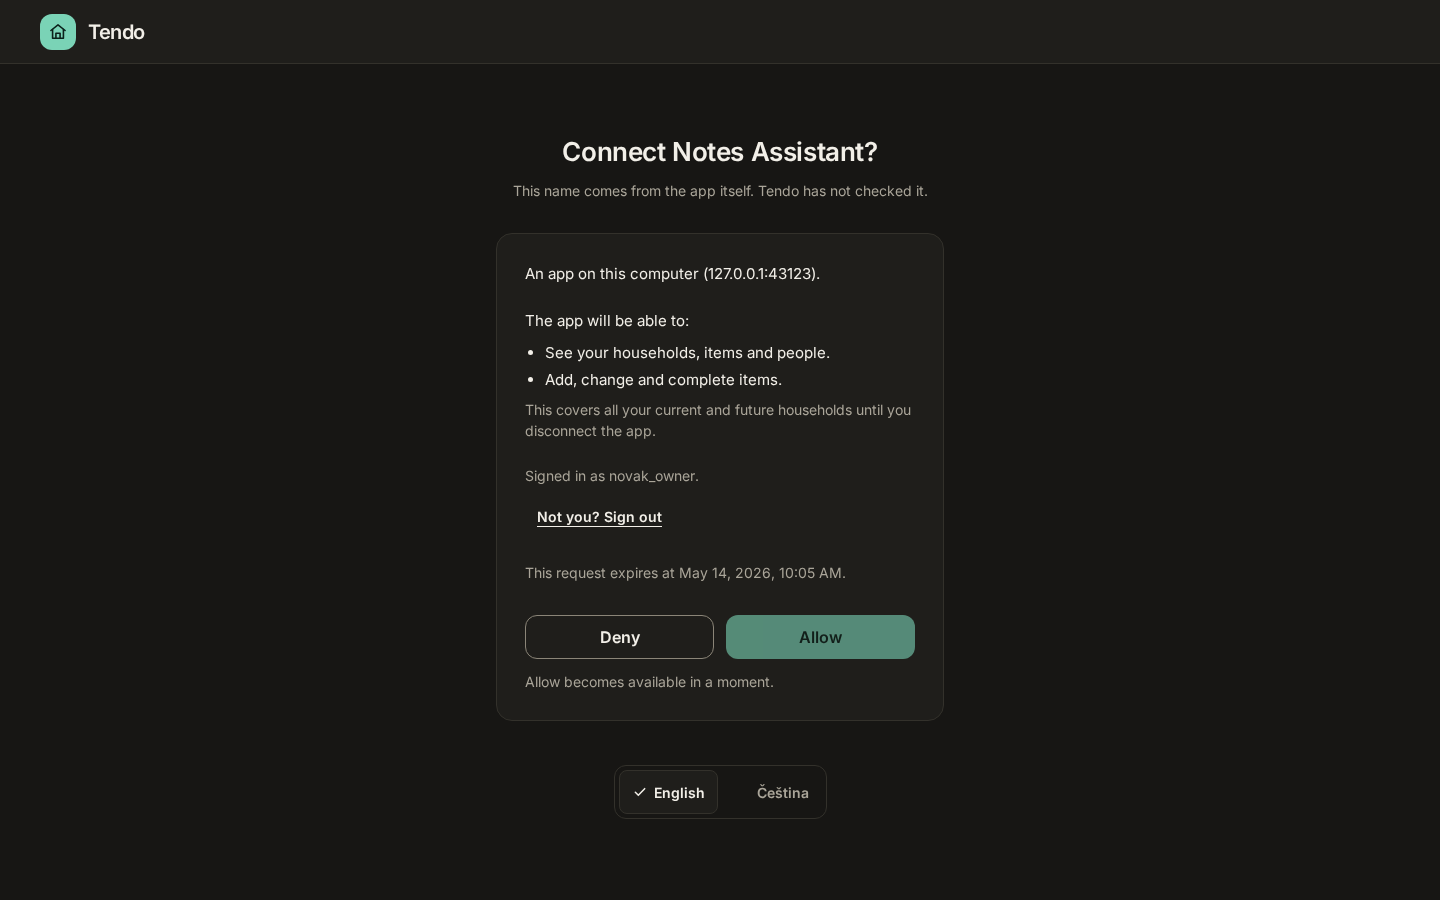 Tendo
Connect Notes Assistant?
This name comes from the app itself. Tendo has not checked it.
An app on this computer (127.0.0.1:43123).
The app will be able to:
• See your households, items and people.
• Add, change and complete items.
This covers all your current and future households until you
disconnect the app.
Signed in as novak_owner.
Not you? Sign out
This request expires at May 14, 2026, 10:05 AM.
Deny
Allow
Allow becomes available in a moment.
English
Čeština